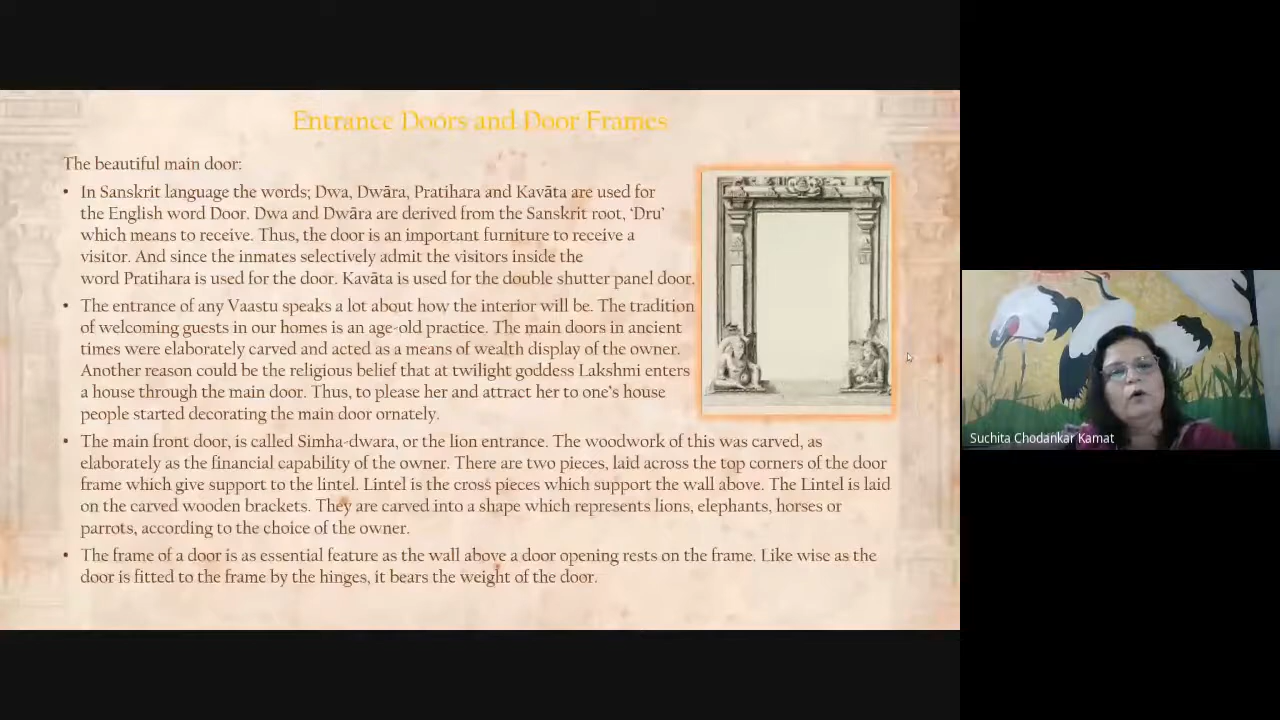 Entrance Doors and Door Frames
The beautiful main door:
• In Sanskrit language the words; Dwa, Dwāra, Pratihara and Kavāta are used for
the English word Door. Dwa and Dwāra are derived from the Sanskrit root, ‘Dru’
which means to receive. Thus, the door is an important furniture to receive a
visitor. And since the inmates selectively admit the visitors inside the
word Pratihara is used for the door. Kavāta is used for the double shutter panel door.
• The entrance of any Vaastu speaks a lot about how the interior will be. The tradition
of welcoming guests in our homes is an age-old practice. The main doors in ancient
times were elaborately carved and acted as a means of wealth display of the owner.
Another reason could be the religious belief that at twilight goddess Lakshmi enters
a house through the main door. Thus, to please her and attract her to one’s house
people started decorating the main door ornately.
• The main front door, is called Simha-dwara, or the lion entrance. The woodwork of this was carved, as
elaborately as the financial capability of the owner. There are two pieces, laid across the top corners of the door
frame which give support to the lintel. Lintel is the cross pieces which support the wall above. The Lintel is laid
on the carved wooden brackets. They are carved into a shape which represents lions, elephants, horses or
parrots, according to the choice of the owner.
• The frame of a door is as essential feature as the wall above a door opening rests on the frame. Like wise as the
door is fitted to the frame by the hinges, it bears the weight of the door.
Suchita Chodankar Kamat